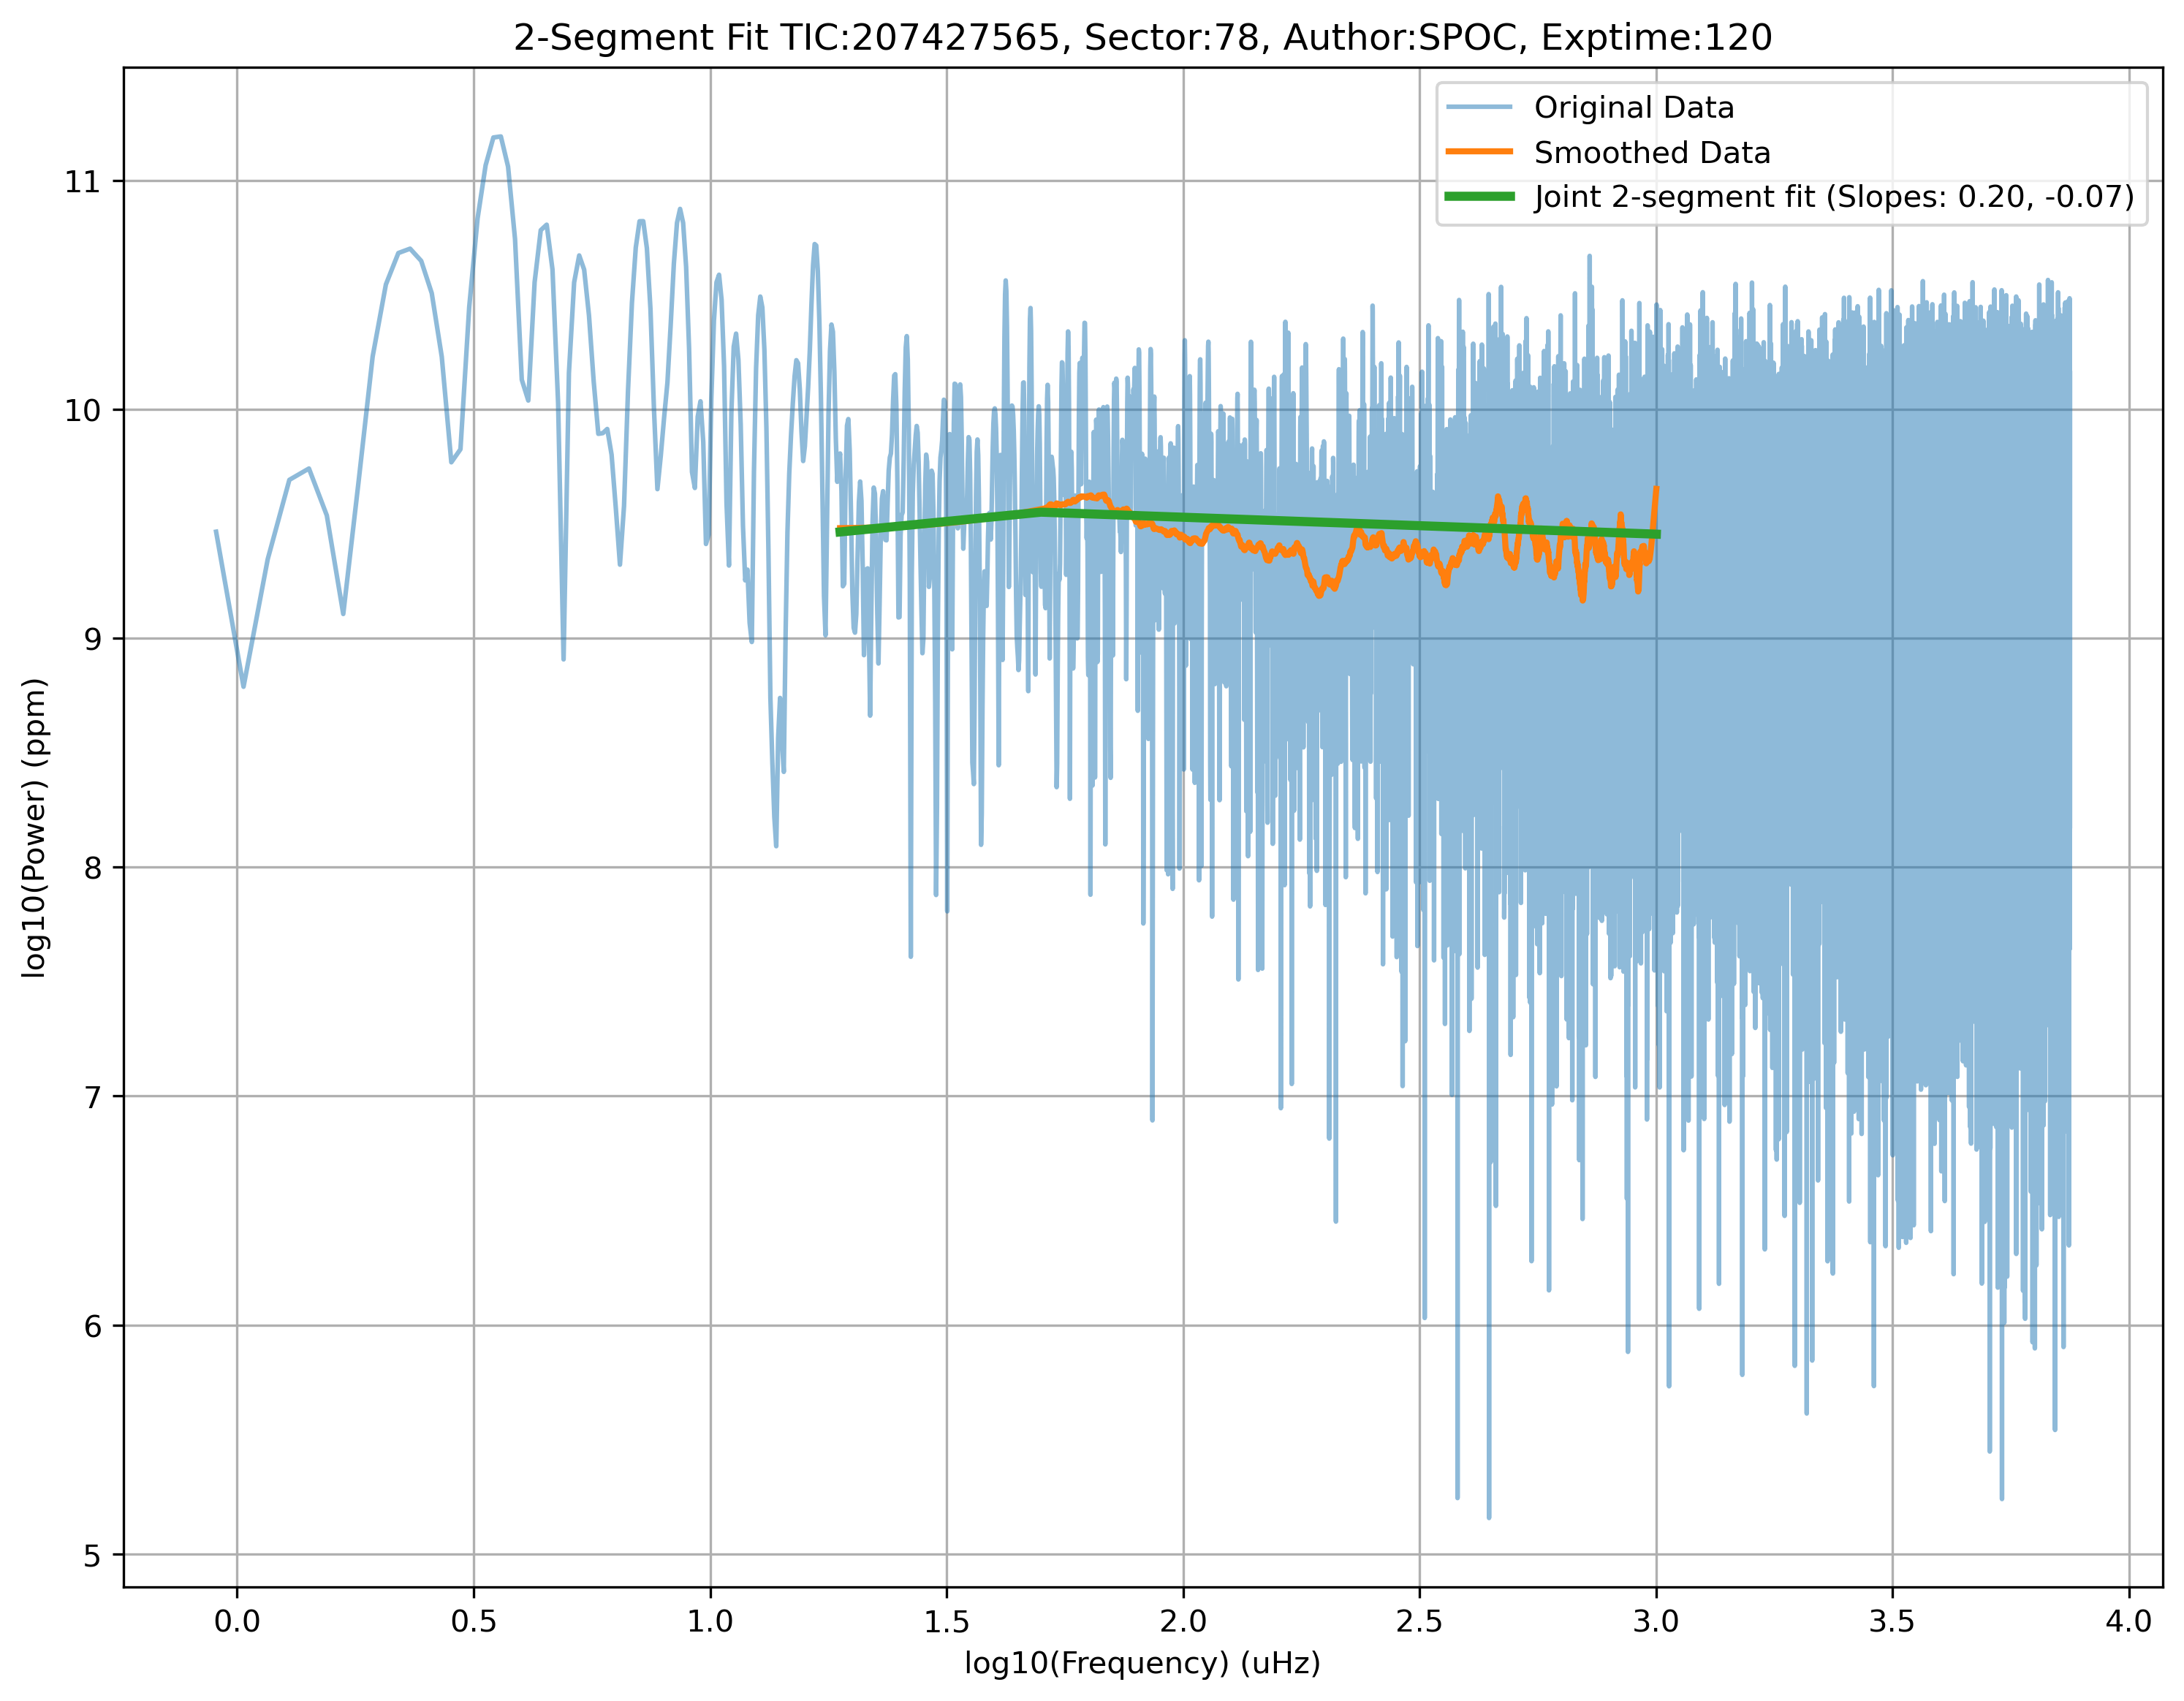 2-Segment Fit TIC:207427565, Sector:78, Author:SPOC, Exptime:120
Original Data
Smoothed Data
Joint 2-segment fit (Slopes: 0.20, -0.07)
log10(Power) (ppm)
11
10
9
8
7
6
5
0.0 0.5 1.0 1.5 2.0 2.5 3.0 3.5 4.0
log10(Frequency) (uHz)